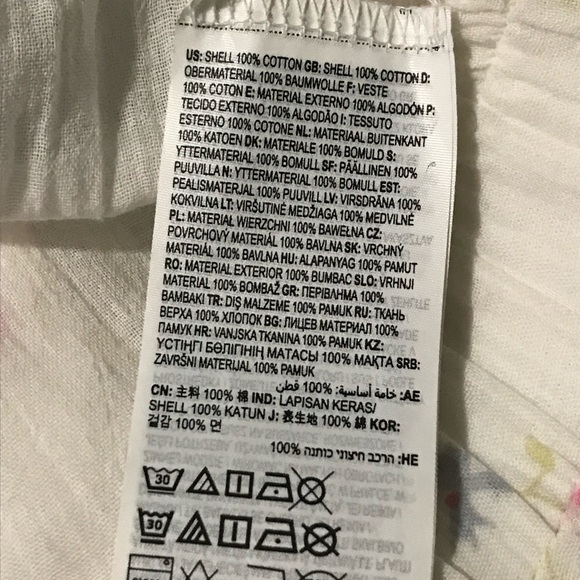 US: SHELL 100% COTTON GB: SHELL 100% COTTON D:
OBERMATERIAL 100% BAUMWOLLE F: VESTE
100% COTON E: MATERIAL EXTERNO 100% ALGODÓN P:
TECIDO EXTERNO 100% ALGODÃO I: TESSUTO
ESTERNO 100% COTONE NL: MATERIAAL BUITENKANT
100% KATOEN DK: MATERIALE 100% BOMULD S:
YTTERMATERIAL 100% BOMULL SF: PÄÄLLINEN 100%
PUUVILLA N: YTTERMATERIAL 100% BOMULL EST:
PEALISMATERJAL 100% PUUVILL LV: VIRSDRĀNA 100%
KOKVILNA LT: VIRŠUTINĖ MEDŽIAGA 100% MEDVILNĖ
PL: MATERIAŁ WIERZCHNI 100% BAWEŁNA CZ:
POVRCHOVÝ MATERIÁL 100% BAVLNA SK: VRCHNÝ
MATERIÁL 100% BAVLNA HU: ALAPANYAG 100% PAMUT
RO: MATERIAL EXTERIOR 100% BUMBAC SLO: VRHNJI
MATERIAL 100% BOMBAŽ GR: ΠΕΡΙΒΛΗΜΑ 100%
ΒΑΜΒΑΚΙ TR: DIŞ MALZEME 100% PAMUK RU: ТКАНЬ
ВЕРХА 100% ХЛОПОК BG: ЛИЦЕВ МАТЕРИАЛ 100%
ПАМУК HR: VANJSKA TKANINA 100% PAMUK KZ:
ҮСТІҢГІ БӨЛІГІНІҢ МАТАСЫ 100% МАҚТА SRB:
ZAVRŠNI MATERIJAL 100% PAMUK
AE: خامة أساسية: 100% قطن
CN: 主料 100% 棉 IND: LAPISAN KERAS/
SHELL 100% KATUN J: 表生地 100% 綿 KOR:
겉감 100% 면
HE: הרכב חיצוני כותנה 100%
30
30